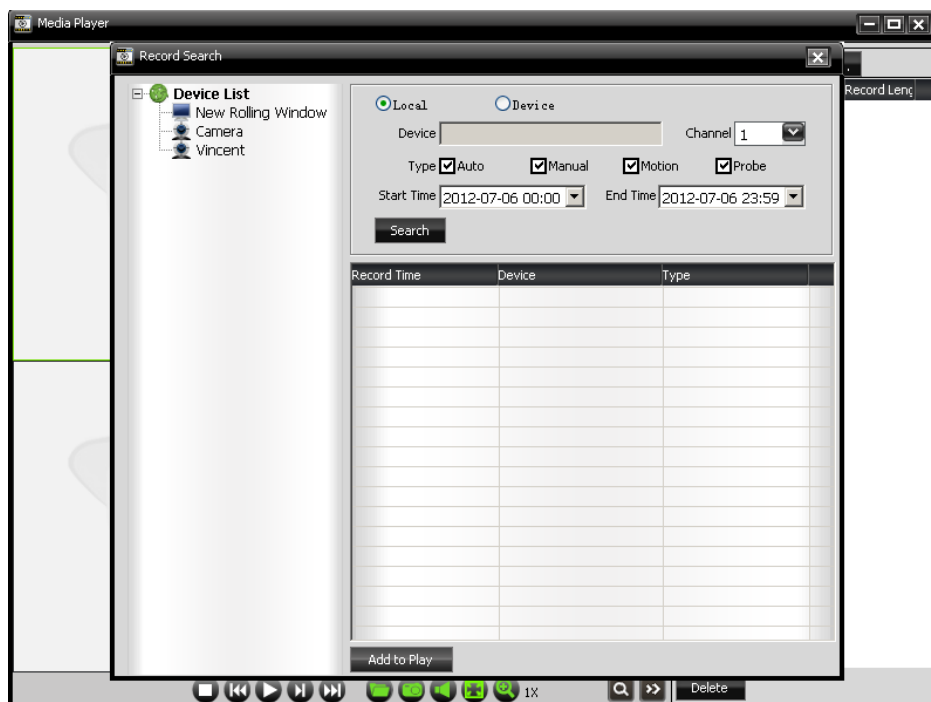 Media Player
Record Search
Record Leng
Device List
New Rolling Window
Camera
Vincent
Local Device
Device Channel 1
Type Auto Manual Motion Probe
Start Time 2012-07-06 00:00 End Time 2012-07-06 23:59
Search
Record Time Device Type
Add to Play
1X Delete